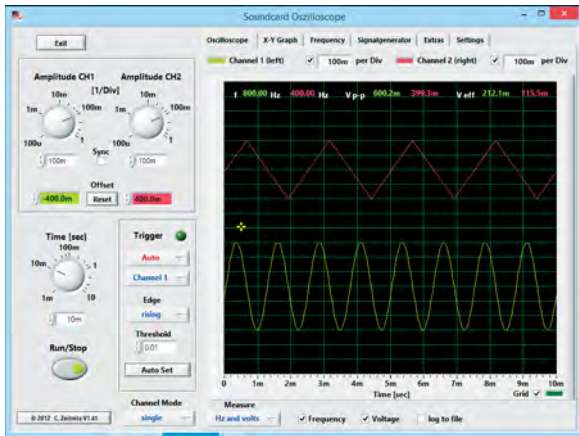 Soundcard Oszilloscope
Exit
Oscilloscope X-Y Graph Frequency Signalgenerator Extras Settings
Channel 1 (left) 100m per Div Channel 2 (right) 100m per Div
Amplitude CH1 Amplitude CH2
[1/Div]
10m 10m
1m 100m 1m 100m
100u 1 100u 1
Sync
100m 100m
Offset
-400.0m Reset 400.0m
f 800.00 Hz 400.00 Hz Vp-p 600.2m 399.3m Veff 212.1m 115.5m
Time [sec]
100m
10m 1
1m 10
10m
Run/Stop
Trigger
Auto
Channel 1
Edge
rising
Threshold
0.01
Auto Set
Channel Mode
single
0 1m 2m 3m 4m 5m 6m 7m 8m 9m 10m
Time [sec]
Grid
Measure
Hz and volts Frequency Voltage log to file
© 2012 C. Zeitnitz V1.41